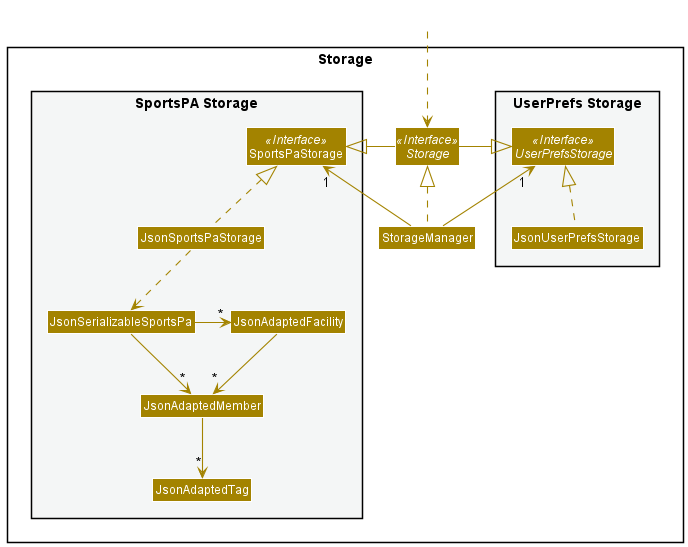 Storage
SportsPA Storage
UserPrefs Storage
«Interface»
SportsPaStorage
«Interface»
Storage
«Interface»
UserPrefsStorage
1
1
JsonSportsPaStorage
StorageManager
JsonUserPrefsStorage
JsonSerializableSportsPa
*
JsonAdaptedFacility
*
*
JsonAdaptedMember
*
JsonAdaptedTag